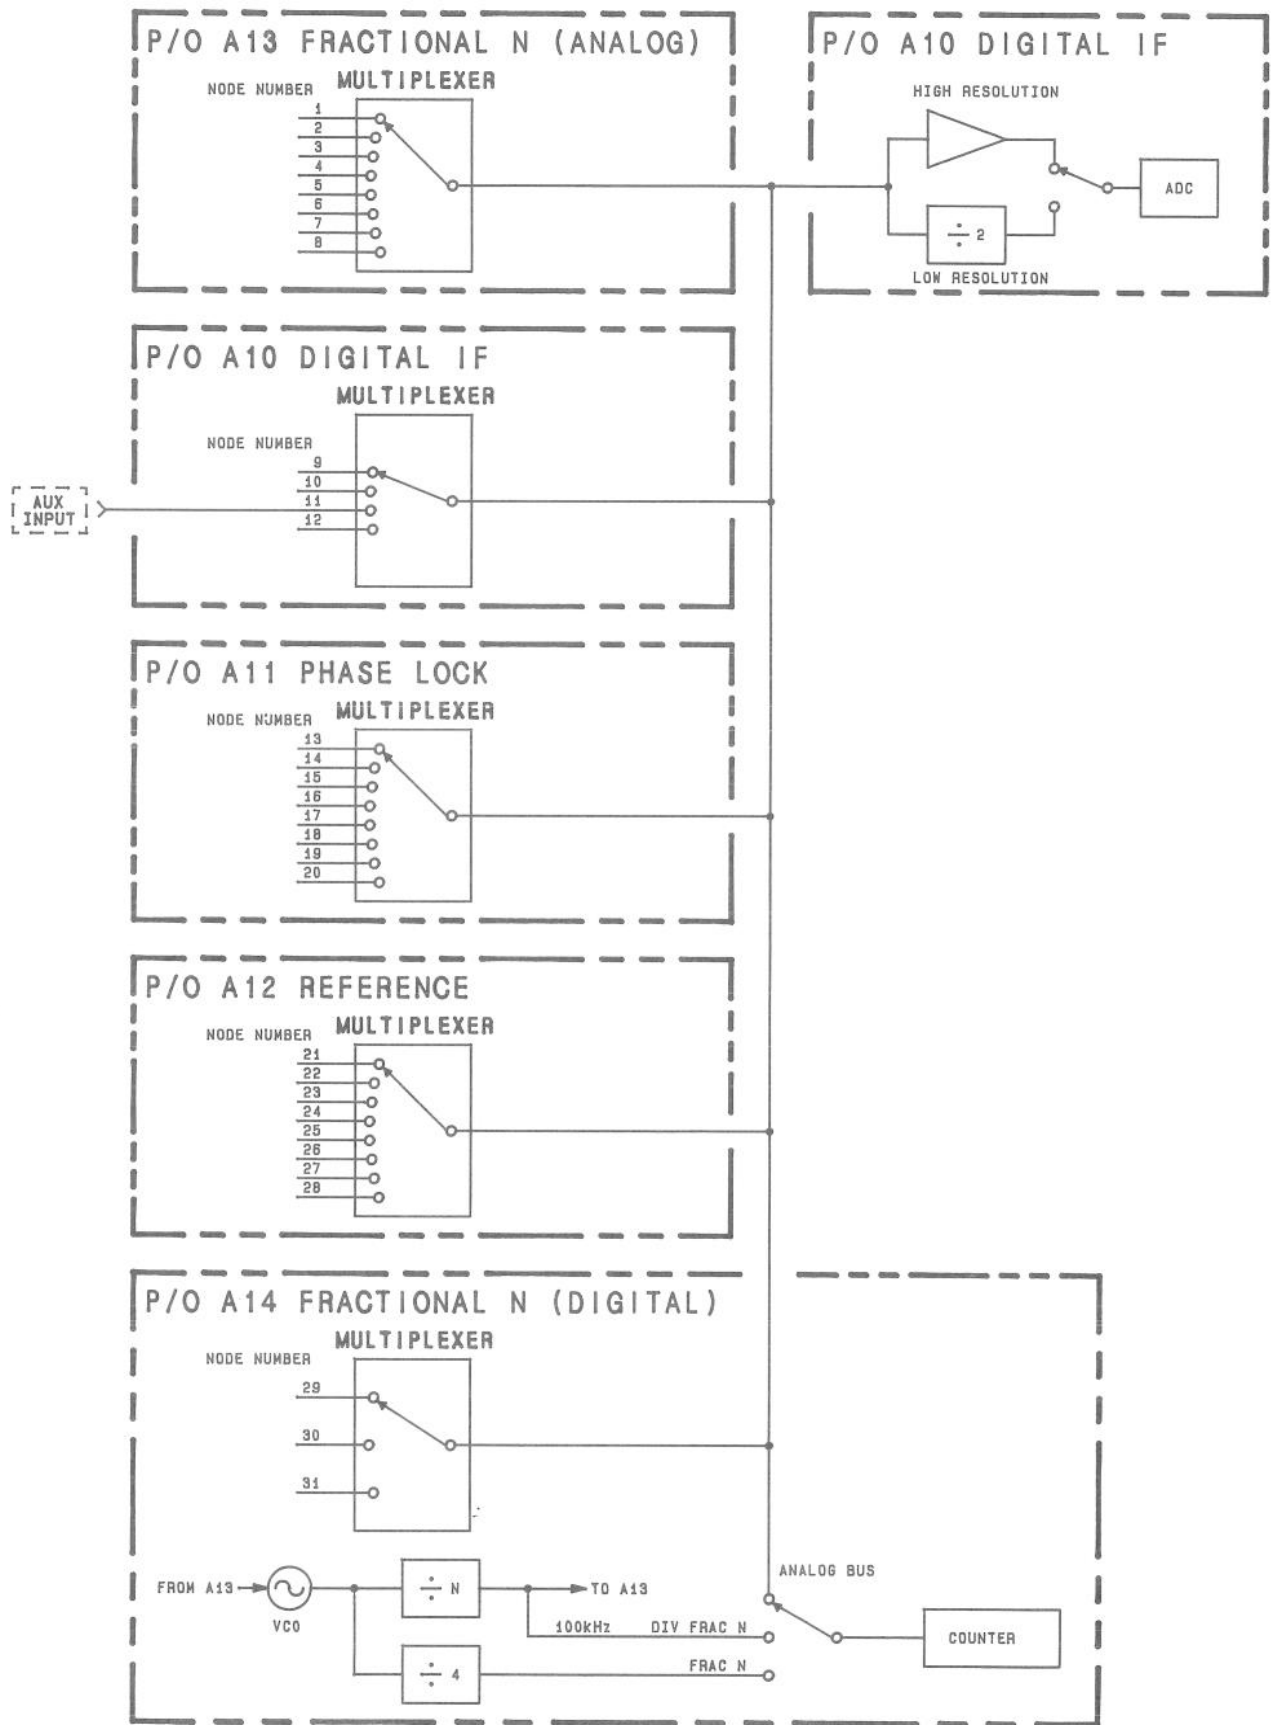 P/O A13 FRACTIONAL N (ANALOG)
MULTIPLEXER
NODE NUMBER
1
2
3
4
5
6
7
8
P/O A10 DIGITAL IF
HIGH RESOLUTION
ADC
÷ 2
LOW RESOLUTION
P/O A10 DIGITAL IF
MULTIPLEXER
NODE NUMBER
9
10
11
12
AUX
INPUT
P/O A11 PHASE LOCK
MULTIPLEXER
NODE NUMBER
13
14
15
16
17
18
19
20
P/O A12 REFERENCE
MULTIPLEXER
NODE NUMBER
21
22
23
24
25
26
27
28
P/O A14 FRACTIONAL N (DIGITAL)
MULTIPLEXER
NODE NUMBER
29
30
31
FROM A13
VCO
÷ N
TO A13
100kHz DIV FRAC N
÷ 4
FRAC N
ANALOG BUS
COUNTER